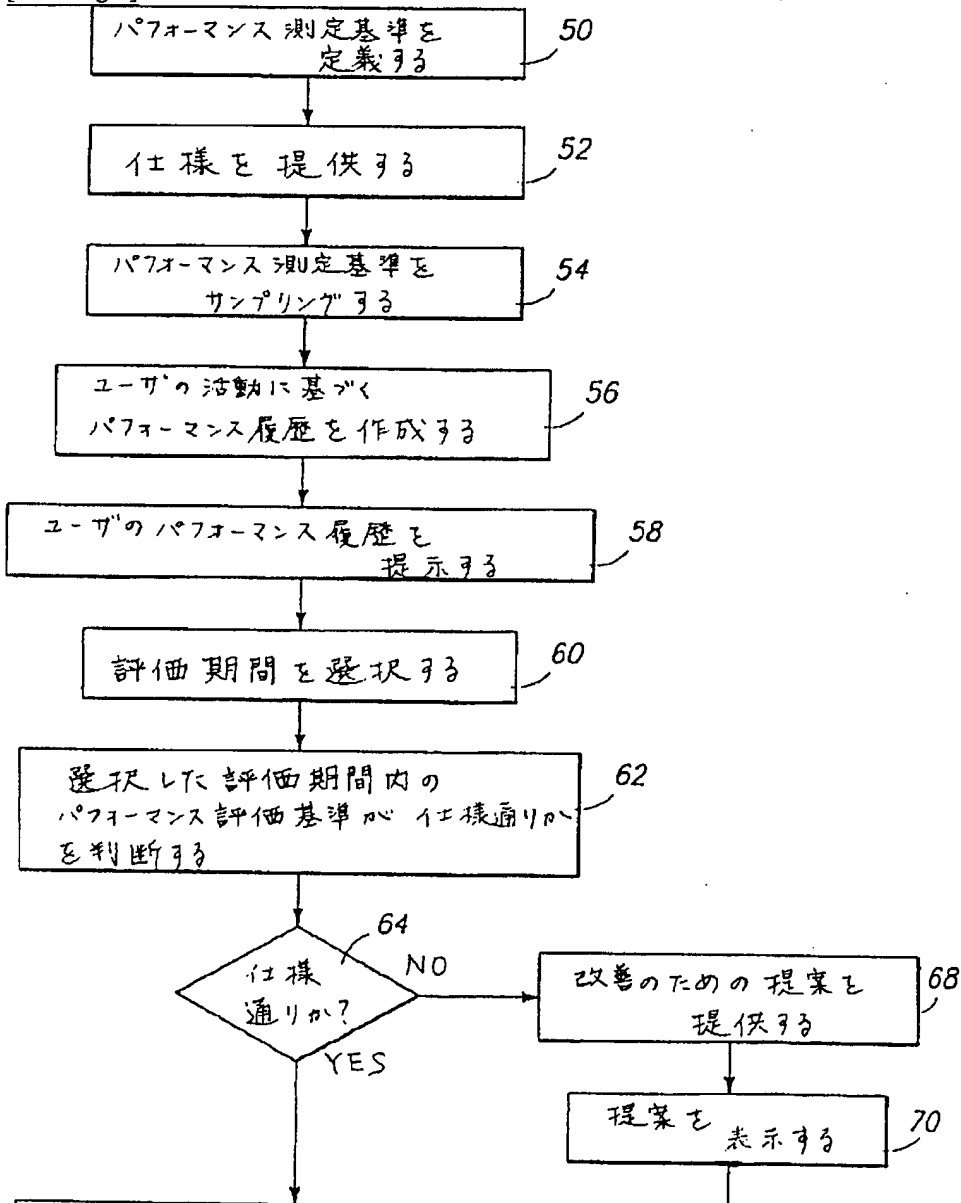 パフォーマンス測定基準を
定義する
50
仕様を提供する
52
パフォーマンス測定基準を
サンプリングする
54
ユーザの活動に基づく
パフォーマンス履歴を作成する
56
ユーザのパフォーマンス履歴を
提示する
58
評価期間を選択する
60
選択した評価期間内の
パフォーマンス評価基準が仕様通りか
を判断する
62
64
仕様
通りか?
NO
YES
改善のための提案を
提供する
68
提案を
表示する
70